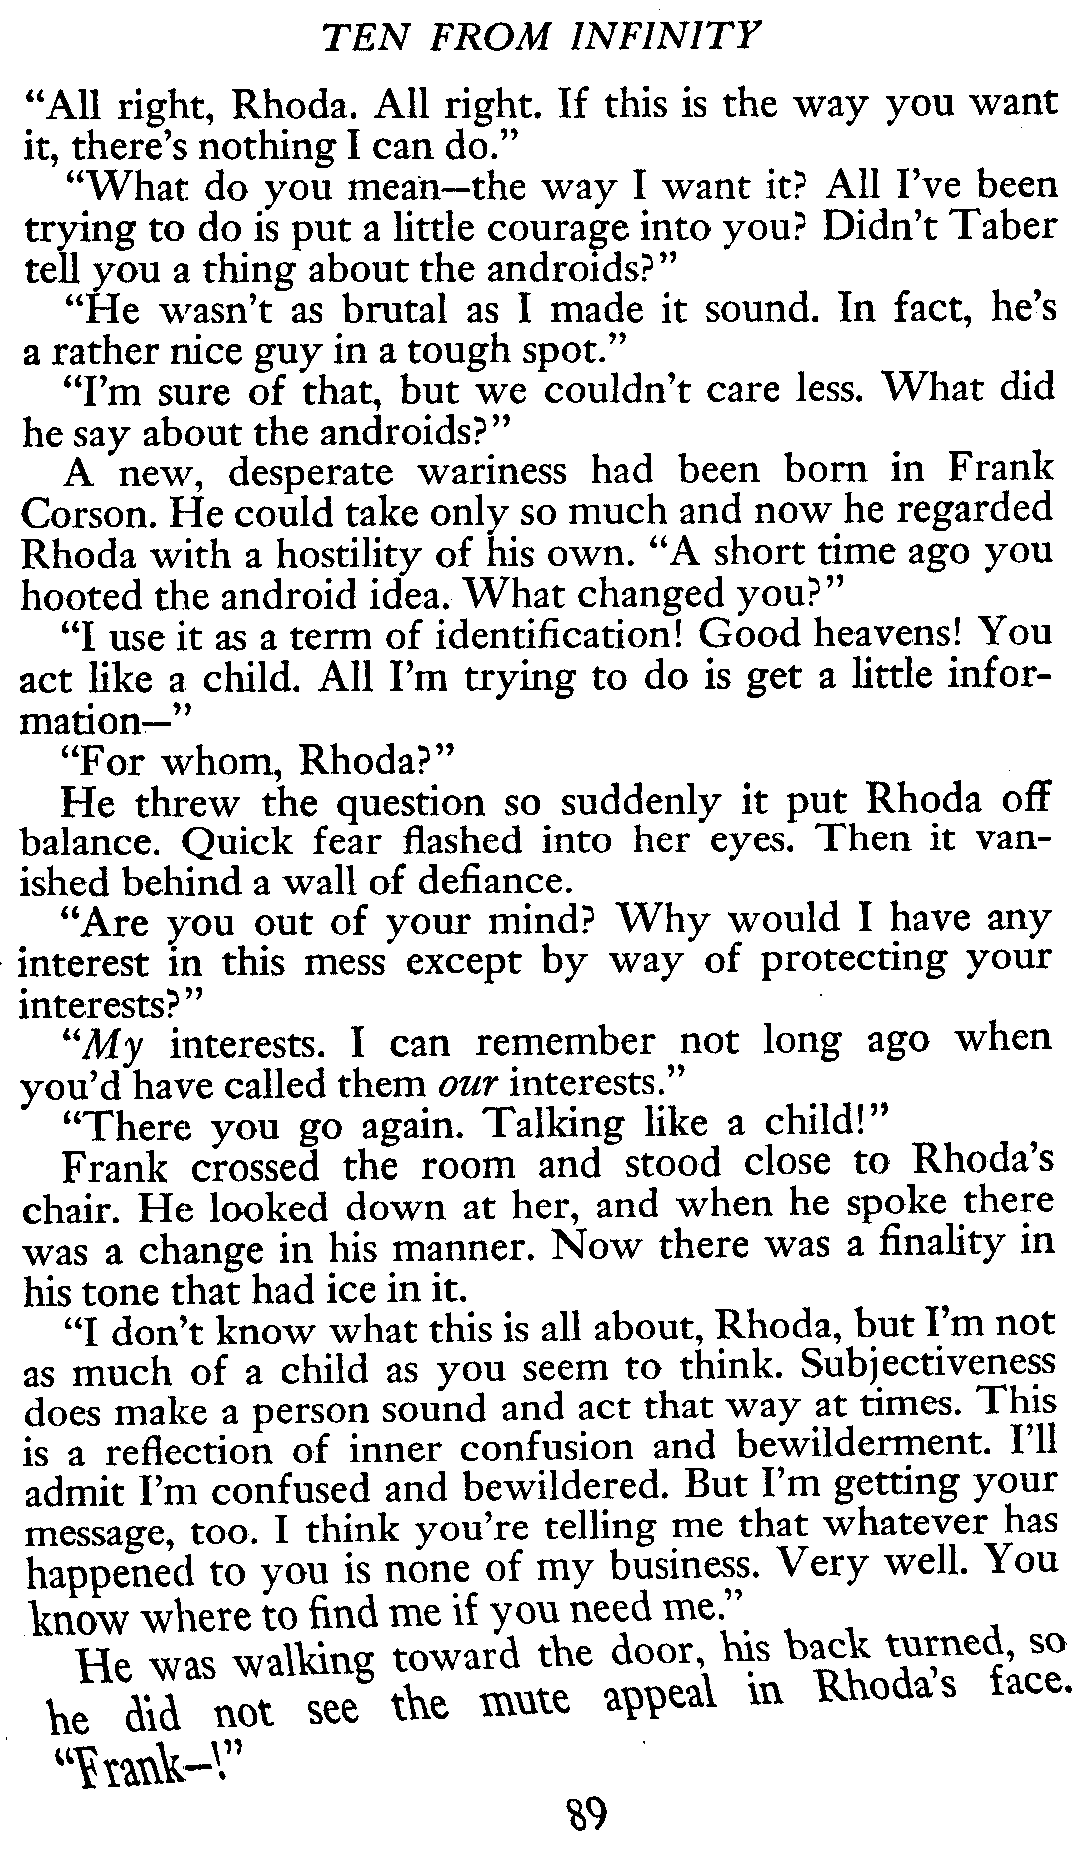 TEN FROM INFINITY
“All right, Rhoda. All right. If this is the way you want
it, there’s nothing I can do.”
“What do you mean—the way I want it? All I’ve been
trying to do is put a little courage into you? Didn’t Taber
tell you a thing about the androids?”
“He wasn’t as brutal as I made it sound. In fact, he’s
a rather nice guy in a tough spot.”
“I’m sure of that, but we couldn’t care less. What did
he say about the androids?”
A new, desperate wariness had been born in Frank
Corson. He could take only so much and now he regarded
Rhoda with a hostility of his own. “A short time ago you
hooted the android idea. What changed you?”
“I use it as a term of identification! Good heavens! You
act like a child. All I’m trying to do is get a little infor-
mation—”
“For whom, Rhoda?”
He threw the question so suddenly it put Rhoda off
balance. Quick fear flashed into her eyes. Then it van-
ished behind a wall of defiance.
“Are you out of your mind? Why would I have any
interest in this mess except by way of protecting your
interests?”
“My interests. I can remember not long ago when
you’d have called them our interests.”
“There you go again. Talking like a child!”
Frank crossed the room and stood close to Rhoda’s
chair. He looked down at her, and when he spoke there
was a change in his manner. Now there was a finality in
his tone that had ice in it.
“I don’t know what this is all about, Rhoda, but I’m not
as much of a child as you seem to think. Subjectiveness
does make a person sound and act that way at times. This
is a reflection of inner confusion and bewilderment. I’ll
admit I’m confused and bewildered. But I’m getting your
message, too. I think you’re telling me that whatever has
happened to you is none of my business. Very well. You
know where to find me if you need me.”
He was walking toward the door, his back turned, so
he did not see the mute appeal in Rhoda’s face.
“Frank—!”
89